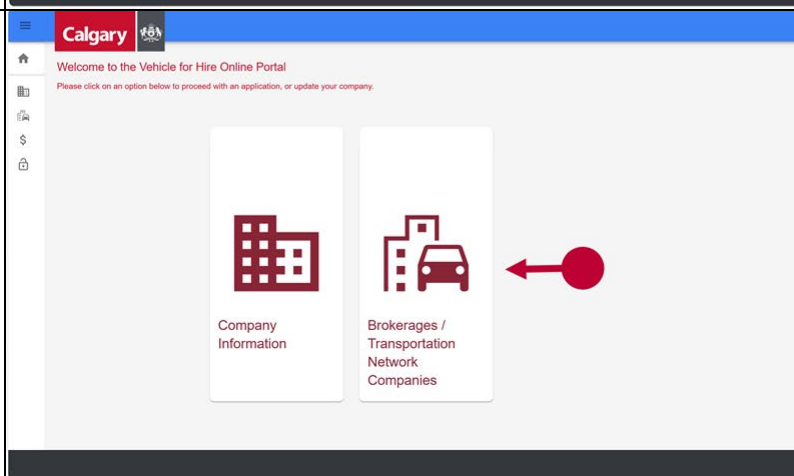 Calgary
Welcome to the Vehicle for Hire Online Portal
Please click on an option below to proceed with an application, or update your company.
Company
Information
Brokerages /
Transportation
Network
Companies